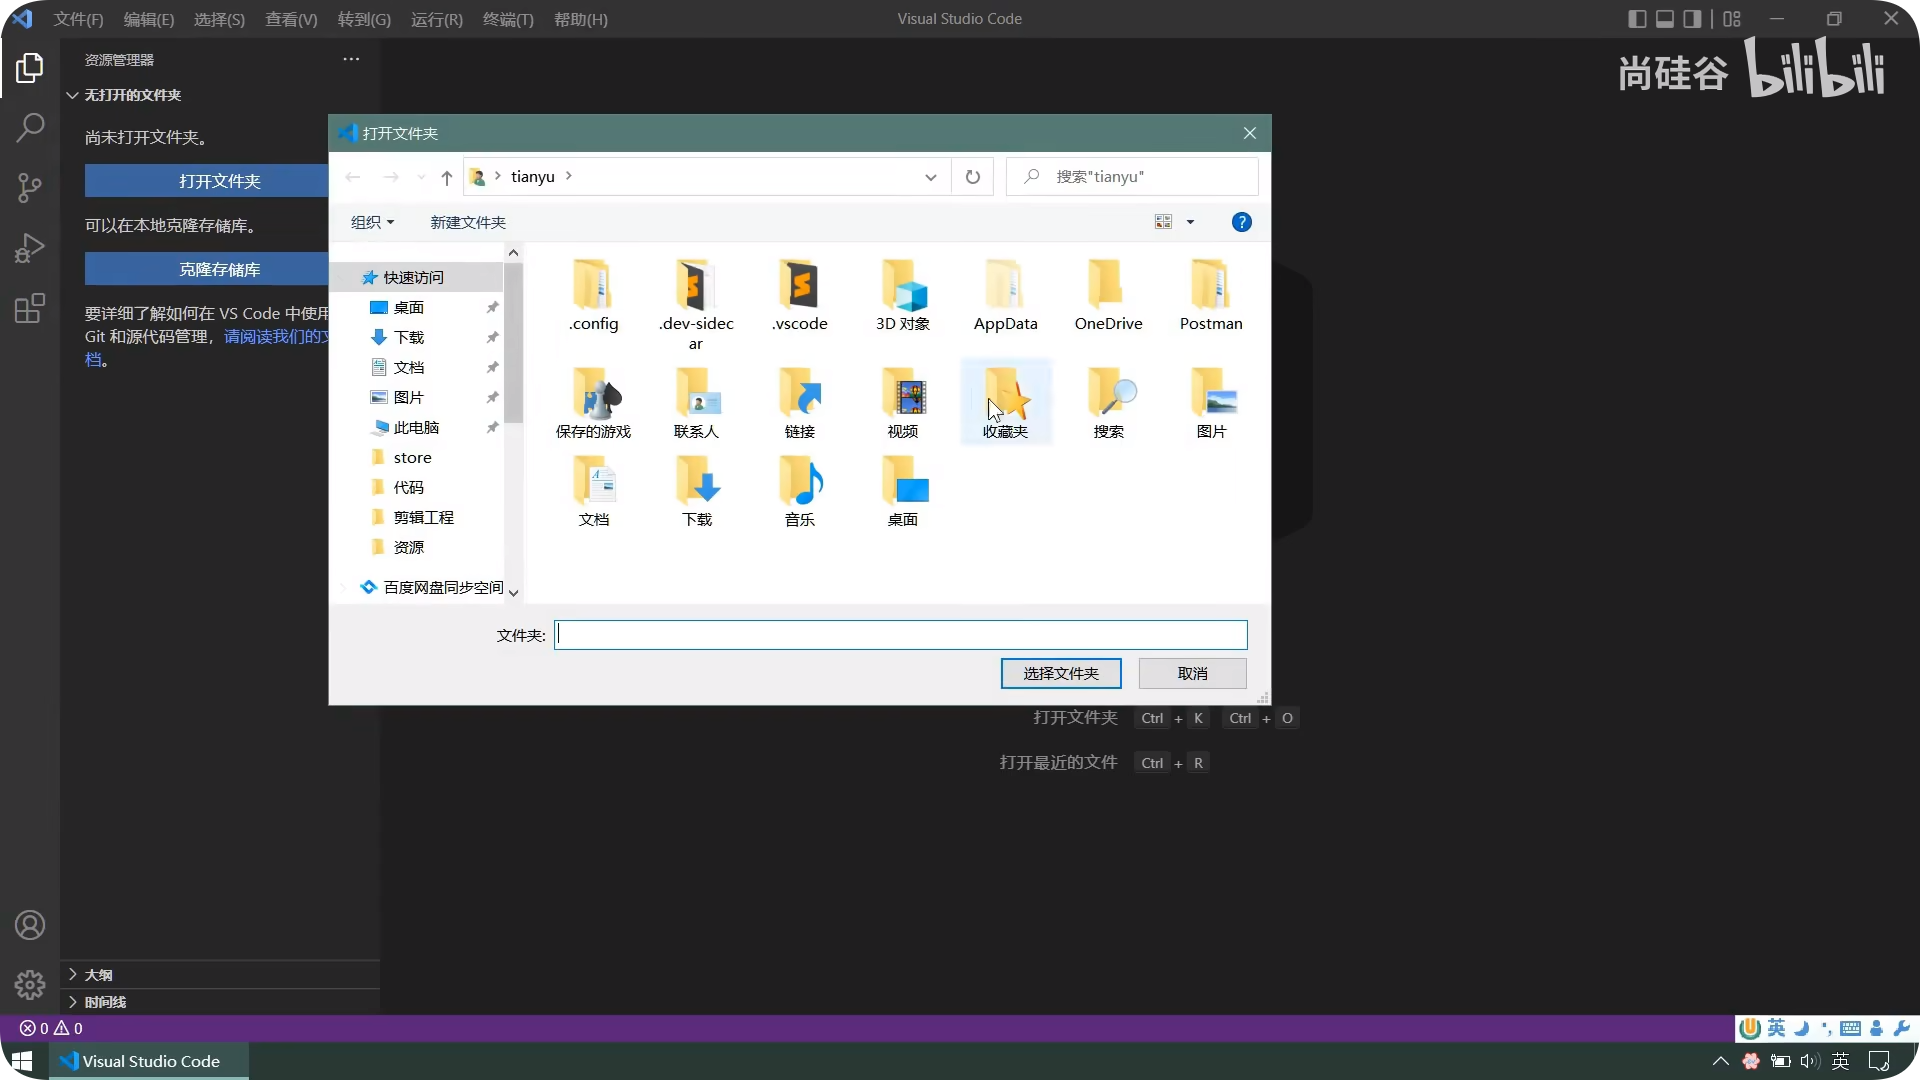 文件(F) 编辑(E) 选择(S) 查看(V) 转到(G) 运行(R) 终端(T) 帮助(H) Visual Studio Code
尚硅谷 bilibili
资源管理器
无打开的文件夹
尚未打开文件夹。
打开文件夹
可以在本地克隆存储库。
克隆存储库
要详细了解如何在 VS Code 中使用
Git 和源代码管理，请阅读我们的文
档。
打开文件夹
tianyu
搜索"tianyu"
组织 新建文件夹
快速访问
桌面
下载
文档
图片
此电脑
store
代码
剪辑工程
资源
百度网盘同步空间
.config .dev-sidec .vscode 3D 对象 AppData OneDrive Postman
ar
保存的游戏 联系人 链接 视频 收藏夹 搜索 图片
文档 下载 音乐 桌面
文件夹:
选择文件夹 取消
打开文件夹 Ctrl + K Ctrl + O
打开最近的文件 Ctrl + R
大纲
时间线
0 0
英
Visual Studio Code
英